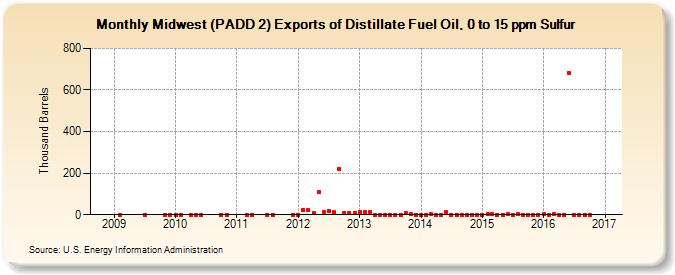 Monthly Midwest (PADD 2) Exports of Distillate Fuel Oil, 0 to 15 ppm Sulfur
Thousand Barrels
800
600
400
200
0
2009 2010 2011 2012 2013 2014 2015 2016 2017
Source: U.S. Energy Information Administration